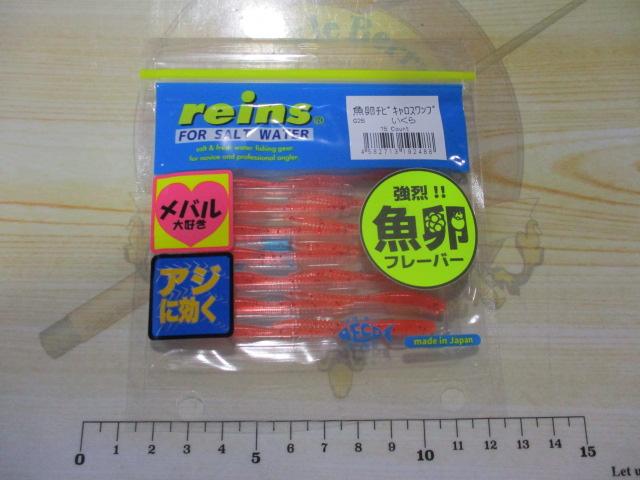 reins®
FOR SALT WATER
salt & fresh water fishing gear
for novice and professional angler.
魚卵ﾁﾋﾞｷｬﾛｽﾜﾝﾌﾟ
いくら
15 Count
4582713192488
メバル
大好き
アジ
に効く
強烈!!
魚卵
フレーバー
made in Japan
0 1 2 3 4 5 6 7 8 9 10 11 12 13 14 15